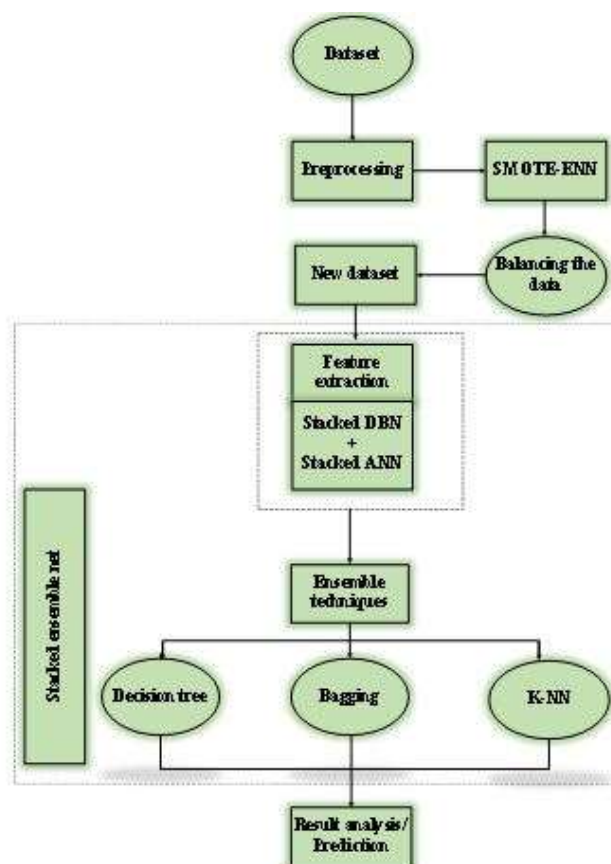 Dataset
Preprocessing
SMOTE-ENN
Balancing the
data
New dataset
Feature
extraction
Stacked DBN
+
Stacked ANN
Stacked ensemble net
Ensemble
techniques
Decision tree
Bagging
K-NN
Result analysis/
Prediction